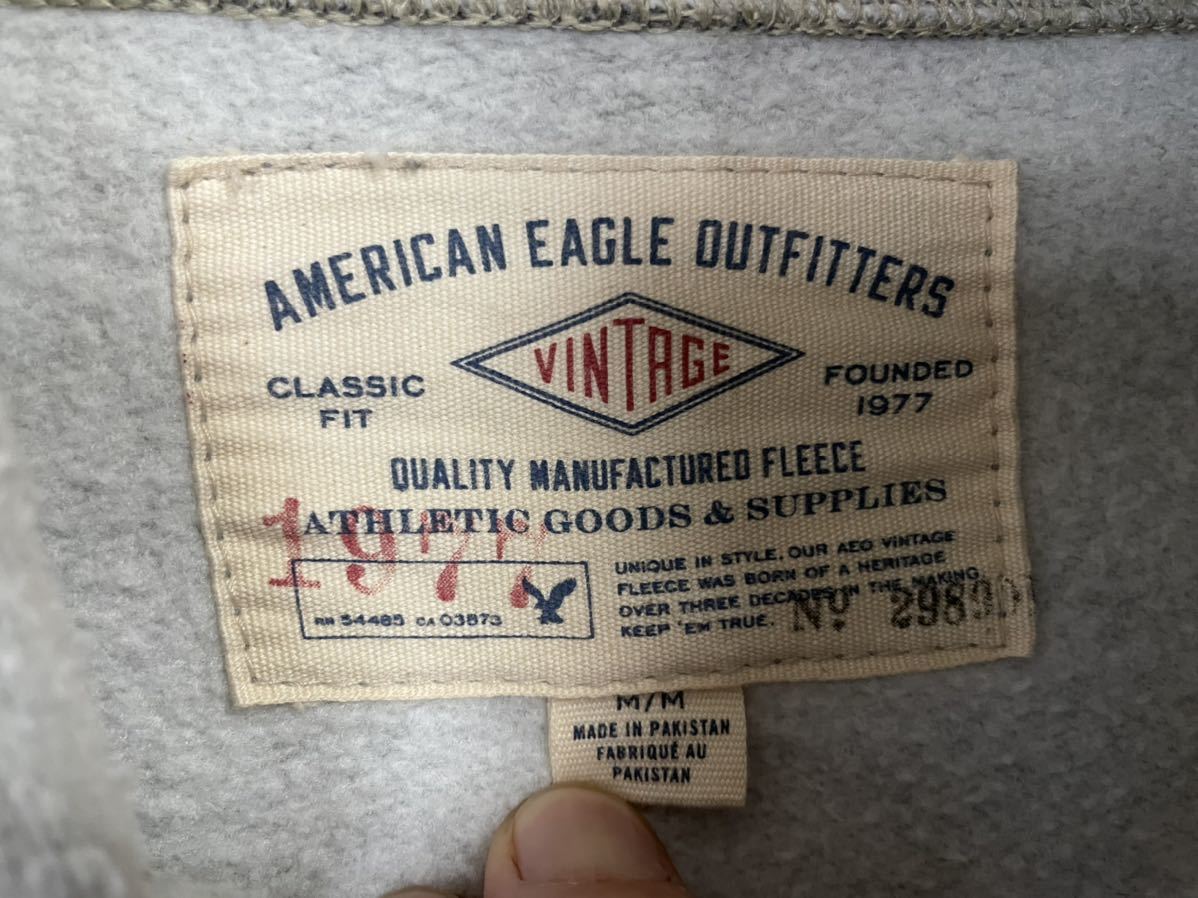 AMERICAN EAGLE OUTFITTERS
VINTAGE
CLASSIC
FIT
FOUNDED
1977
QUALITY MANUFACTURED FLEECE
ATHLETIC GOODS & SUPPLIES
1977
RN 54485 CA 03873
UNIQUE IN STYLE. OUR AEO VINTAGE
FLEECE WAS BORN OF A HERITAGE
OVER THREE DECADES IN THE MAKING.
KEEP 'EM TRUE.
Nº
M/M
MADE IN PAKISTAN
FABRIQUÉ AU
PAKISTAN